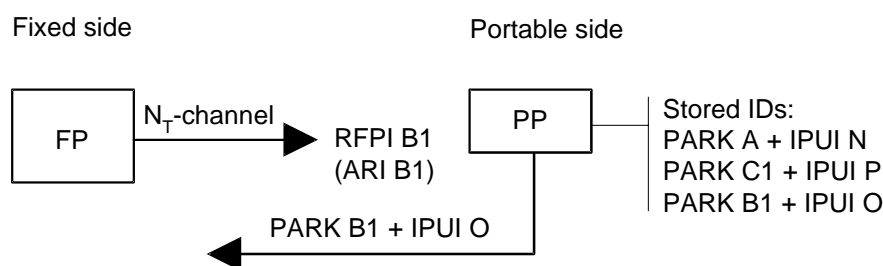 Fixed side
Portable side
FP
N_T-channel
RFPI B1
(ARI B1)
PP
Stored IDs:
PARK A + IPUI N
PARK C1 + IPUI P
PARK B1 + IPUI O
PARK B1 + IPUI O